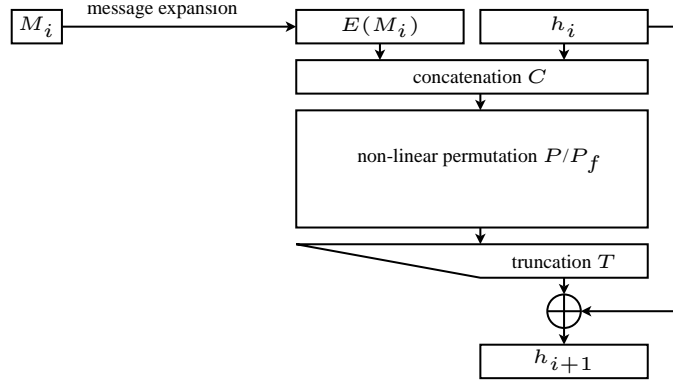 message expansion
M_i
E(M_i)
h_i
concatenation C
non-linear permutation P/P_f
truncation T
h_{i+1}